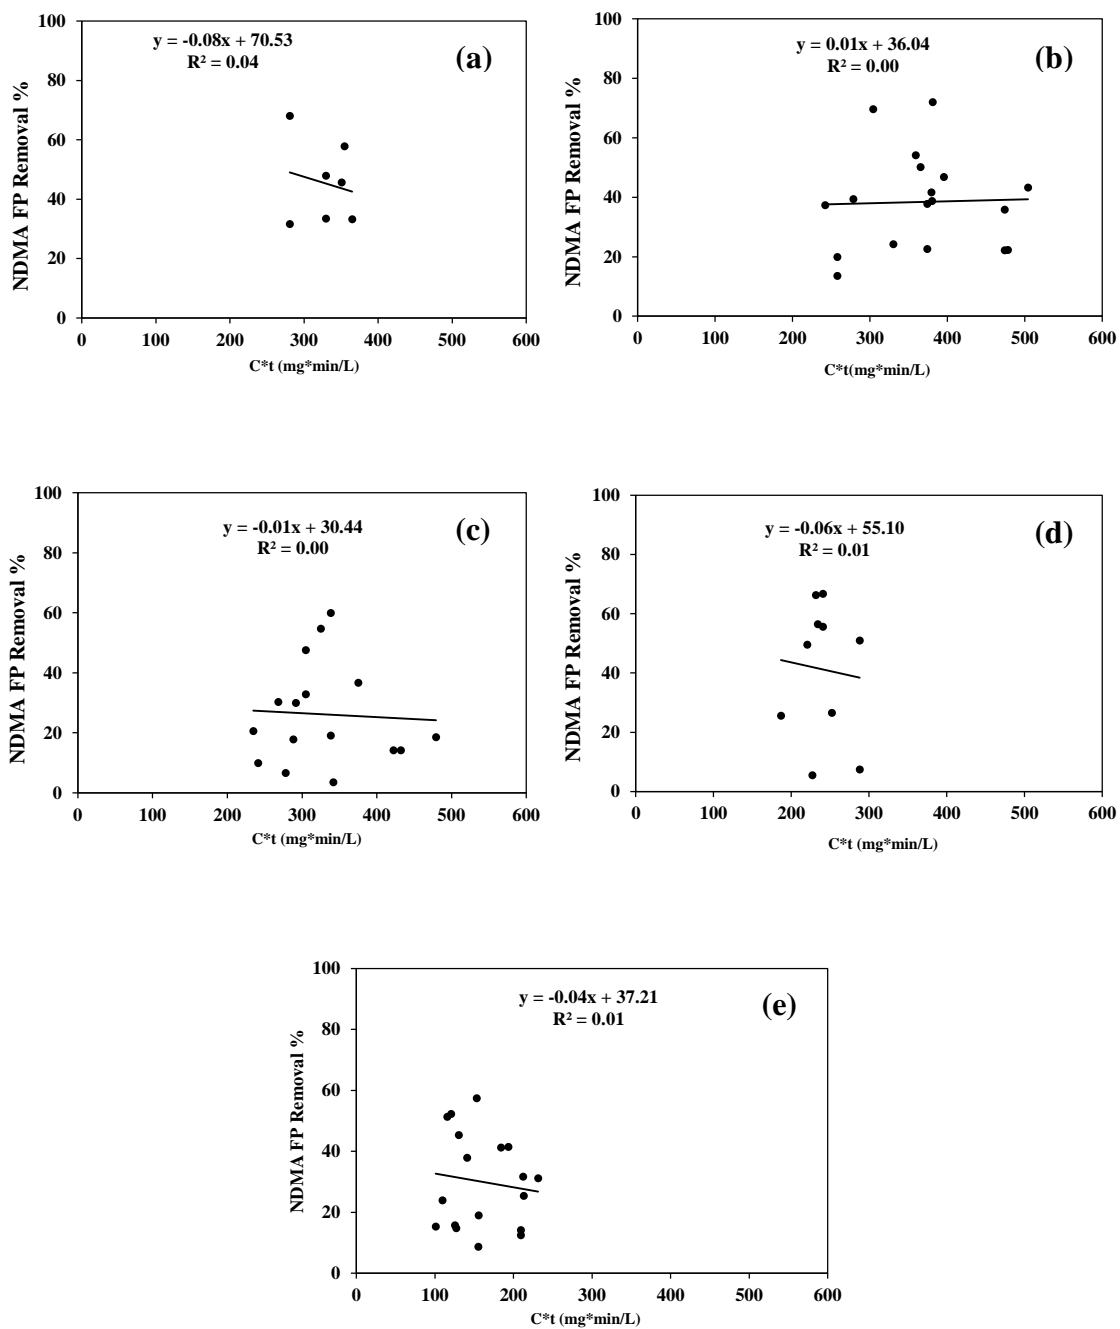 y = -0.08x + 70.53
R² = 0.04
(a)
NDMA FP Removal %
100
80
60
40
20
0
0 100 200 300 400 500 600
C*t (mg*min/L)
y = 0.01x + 36.04
R² = 0.00
(b)
NDMA FP Removal %
100
80
60
40
20
0
0 100 200 300 400 500 600
C*t(mg*min/L)
y = -0.01x + 30.44
R² = 0.00
(c)
NDMA FP Removal %
100
80
60
40
20
0
0 100 200 300 400 500 600
C*t (mg*min/L)
y = -0.06x + 55.10
R² = 0.01
(d)
NDMA FP Removal %
100
80
60
40
20
0
0 100 200 300 400 500 600
C*t (mg*min/L)
y = -0.04x + 37.21
R² = 0.01
(e)
NDMA FP Removal %
100
80
60
40
20
0
0 100 200 300 400 500 600
C*t (mg*min/L)